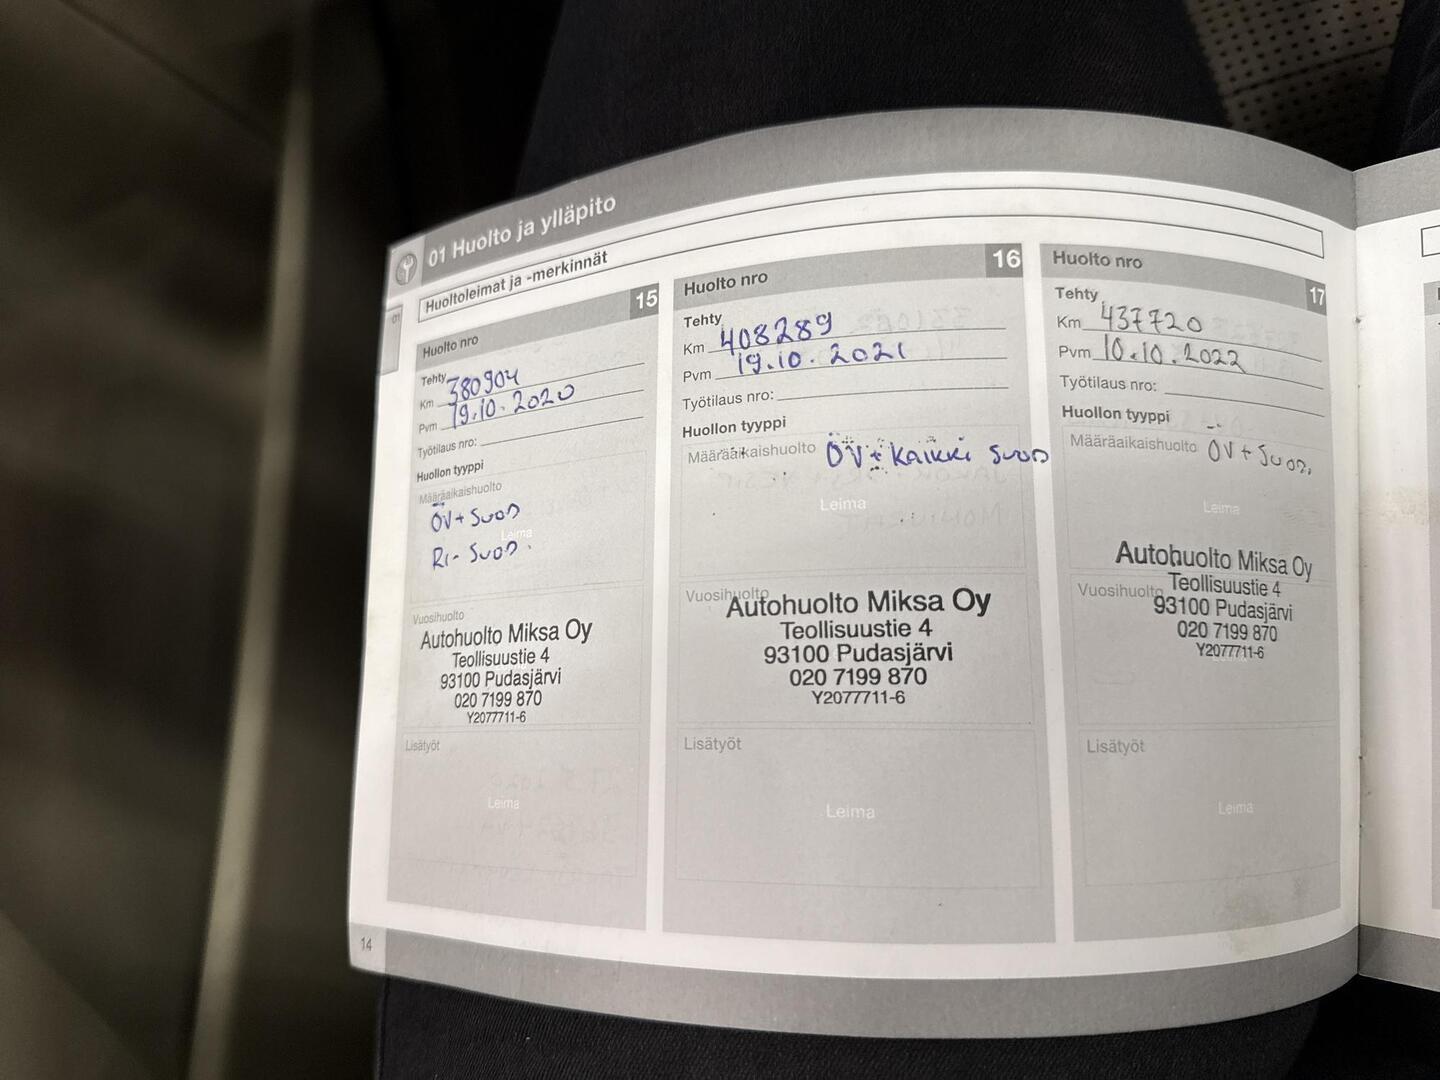 01 Huolto ja ylläpito
Huoltoleimat ja -merkinnät
01
Huolto nro 15
Tehty
Km 380904
Pvm 19.10.2020
Työtilaus nro:
Huollon tyyppi
Määräaikaishuolto
ÖV+ SUOD
Leima
Ri- SUOD.
Vuosihuolto
Autohuolto Miksa Oy
Teollisuustie 4
93100 Pudasjärvi
020 7199 870
Y2077711-6
Lisätyöt
Leima
14
Huolto nro 16
Tehty
Km 408289
Pvm 19.10.2021
Työtilaus nro:
Huollon tyyppi
Määräaikaishuolto ÖV+ KAIKKI SUOD
Leima
Vuosihuolto
Autohuolto Miksa Oy
Teollisuustie 4
93100 Pudasjärvi
020 7199 870
Y2077711-6
Lisätyöt
Leima
Huolto nro 17
Tehty
Km 437720
Pvm 10.10.2022
Työtilaus nro:
Huollon tyyppi
Määräaikaishuolto ÖV+SUOD.
Leima
Autohuolto Miksa Oy
Vuosihuolto
Teollisuustie 4
93100 Pudasjärvi
020 7199 870
Y2077711-6
Lisätyöt
Leima